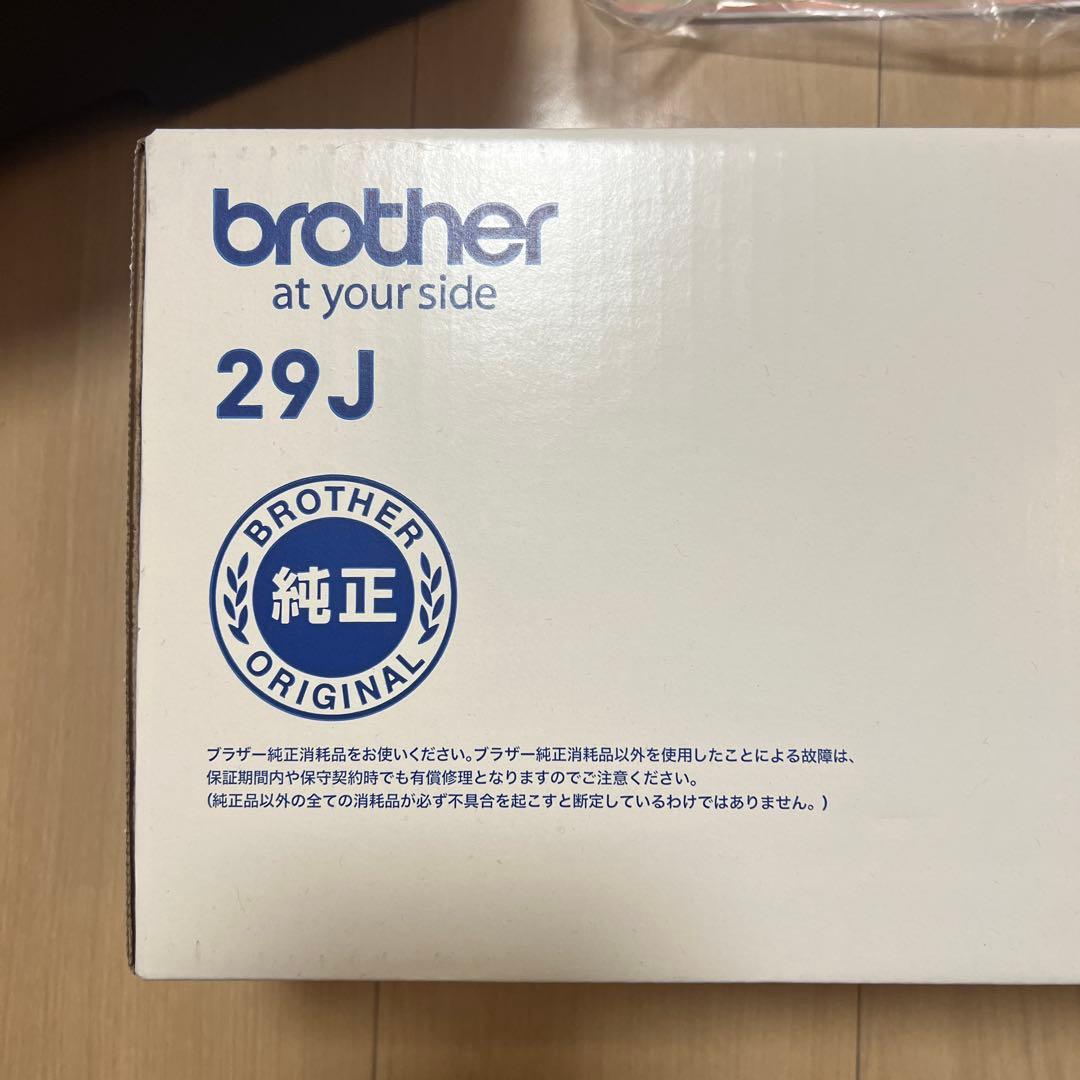 brother
at your side
29J
BROTHER
純正
ORIGINAL
ブラザー純正消耗品をお使いください。ブラザー純正消耗品以外を使用したことによる故障は、
保証期間内や保守契約時でも有償修理となりますのでご注意ください。
(純正品以外の全ての消耗品が必ず不具合を起こすと断定しているわけではありません。)